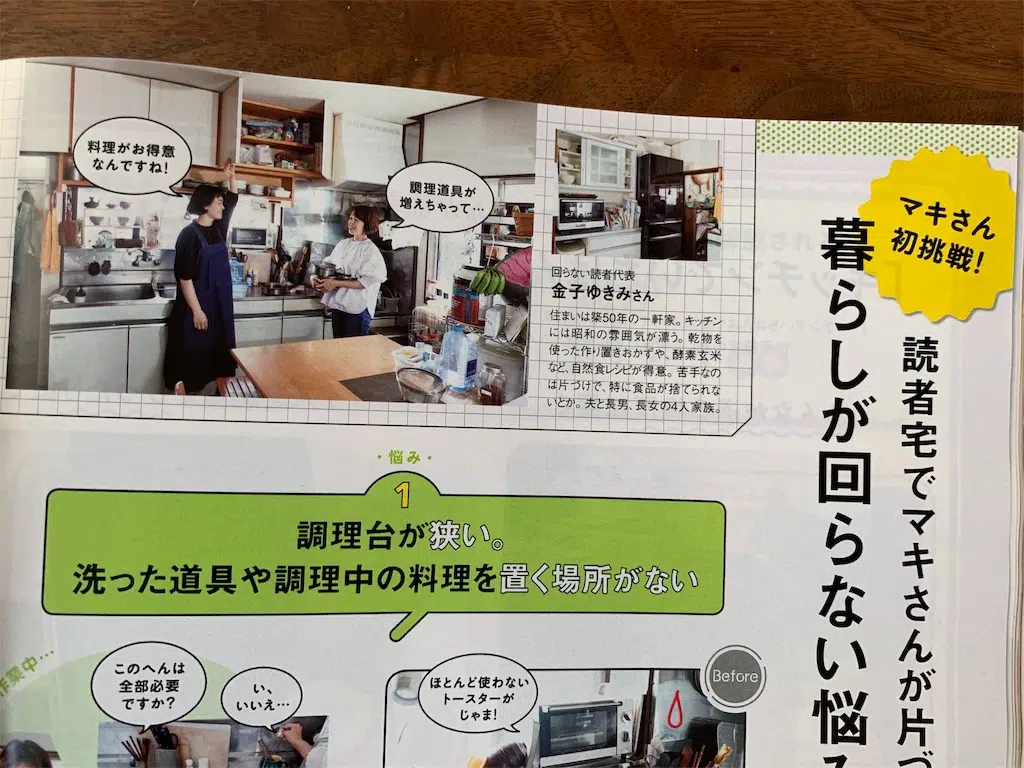 マキさん
初挑戦!
読者宅でマキさんが片づ
暮らしが回らない悩み
料理がお得意
なんですね!
調理道具が
増えちゃって…
回らない読者代表
金子ゆきみさん
住まいは築50年の一軒家。キッチン
には昭和の雰囲気が漂う。乾物を
使った作り置きおかずや、酵素玄米
など、自然食レシピが得意。苦手なの
は片づけで、特に食品が捨てられな
いとか。夫と長男、長女の4人家族。
・悩み・
1
調理台が狭い。
洗った道具や調理中の料理を置く場所がない
作業中…
このへんは
全部必要
ですか?
い、
いいえ…
ほとんど使わない
トースターが
じゃま!
Before